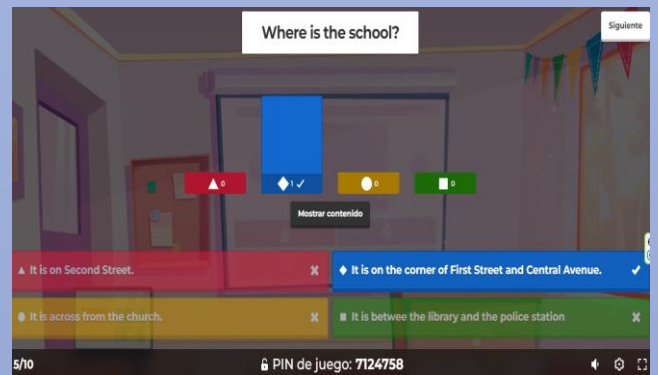 Where is the school?
Siguiente
0
1
0
0
Mostrar contenido
It is on Second Street.
It is on the corner of First Street and Central Avenue.
It is across from the church.
It is betwee the library and the police station
5/10
PIN de juego: 7124758